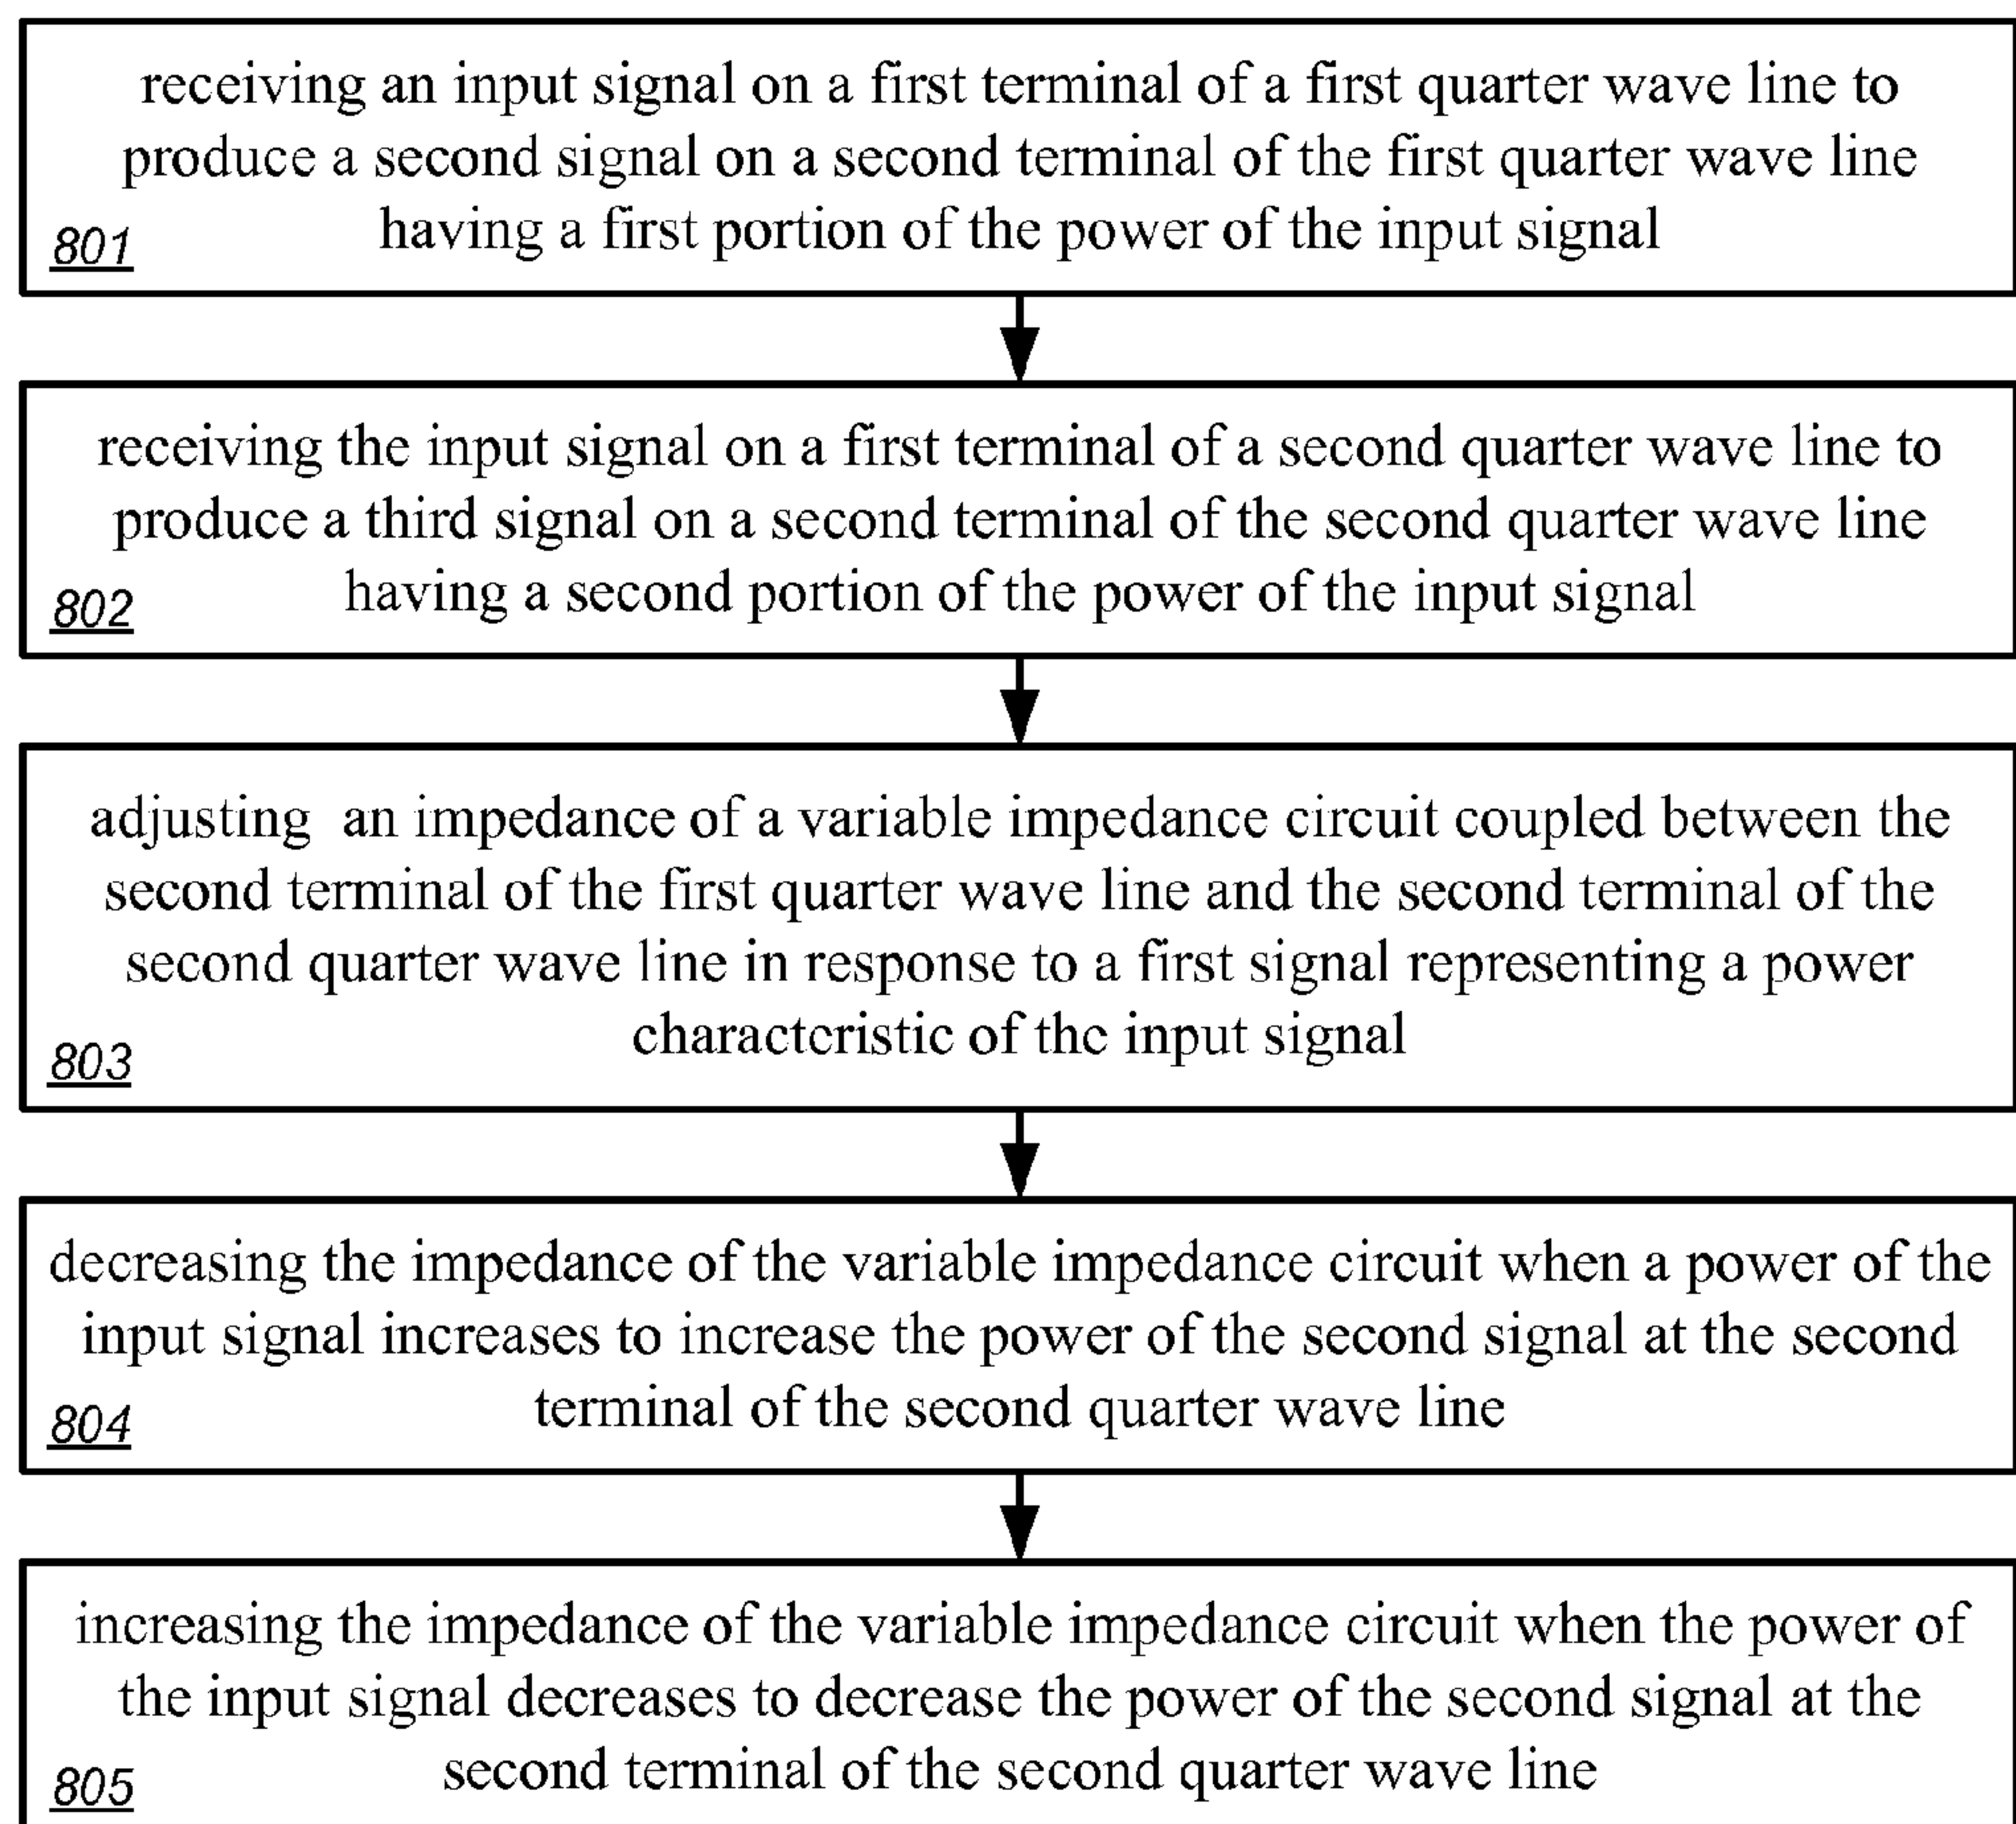 receiving an input signal on a first terminal of a first quarter wave line to
produce a second signal on a second terminal of the first quarter wave line
having a first portion of the power of the input signal
801
receiving the input signal on a first terminal of a second quarter wave line to
produce a third signal on a second terminal of the second quarter wave line
having a second portion of the power of the input signal
802
adjusting an impedance of a variable impedance circuit coupled between the
second terminal of the first quarter wave line and the second terminal of the
second quarter wave line in response to a first signal representing a power
characteristic of the input signal
803
decreasing the impedance of the variable impedance circuit when a power of the
input signal increases to increase the power of the second signal at the second
terminal of the second quarter wave line
804
increasing the impedance of the variable impedance circuit when the power of
the input signal decreases to decrease the power of the second signal at the
second terminal of the second quarter wave line
805